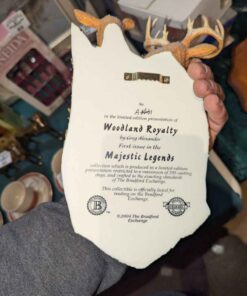 No
in the limited edition presentation of
Woodland Royalty
by Greg Alexander
First issue in the
Majestic Legends
collection which is produced in a limited edition
presentation restricted to a maximum of 295 casting
days, and crafted to the exacting standards
of The Bradford Exchange.
This collectible is officially listed for
trading on The Bradford Exchange.
B
©2004 The Bradford
Exchange